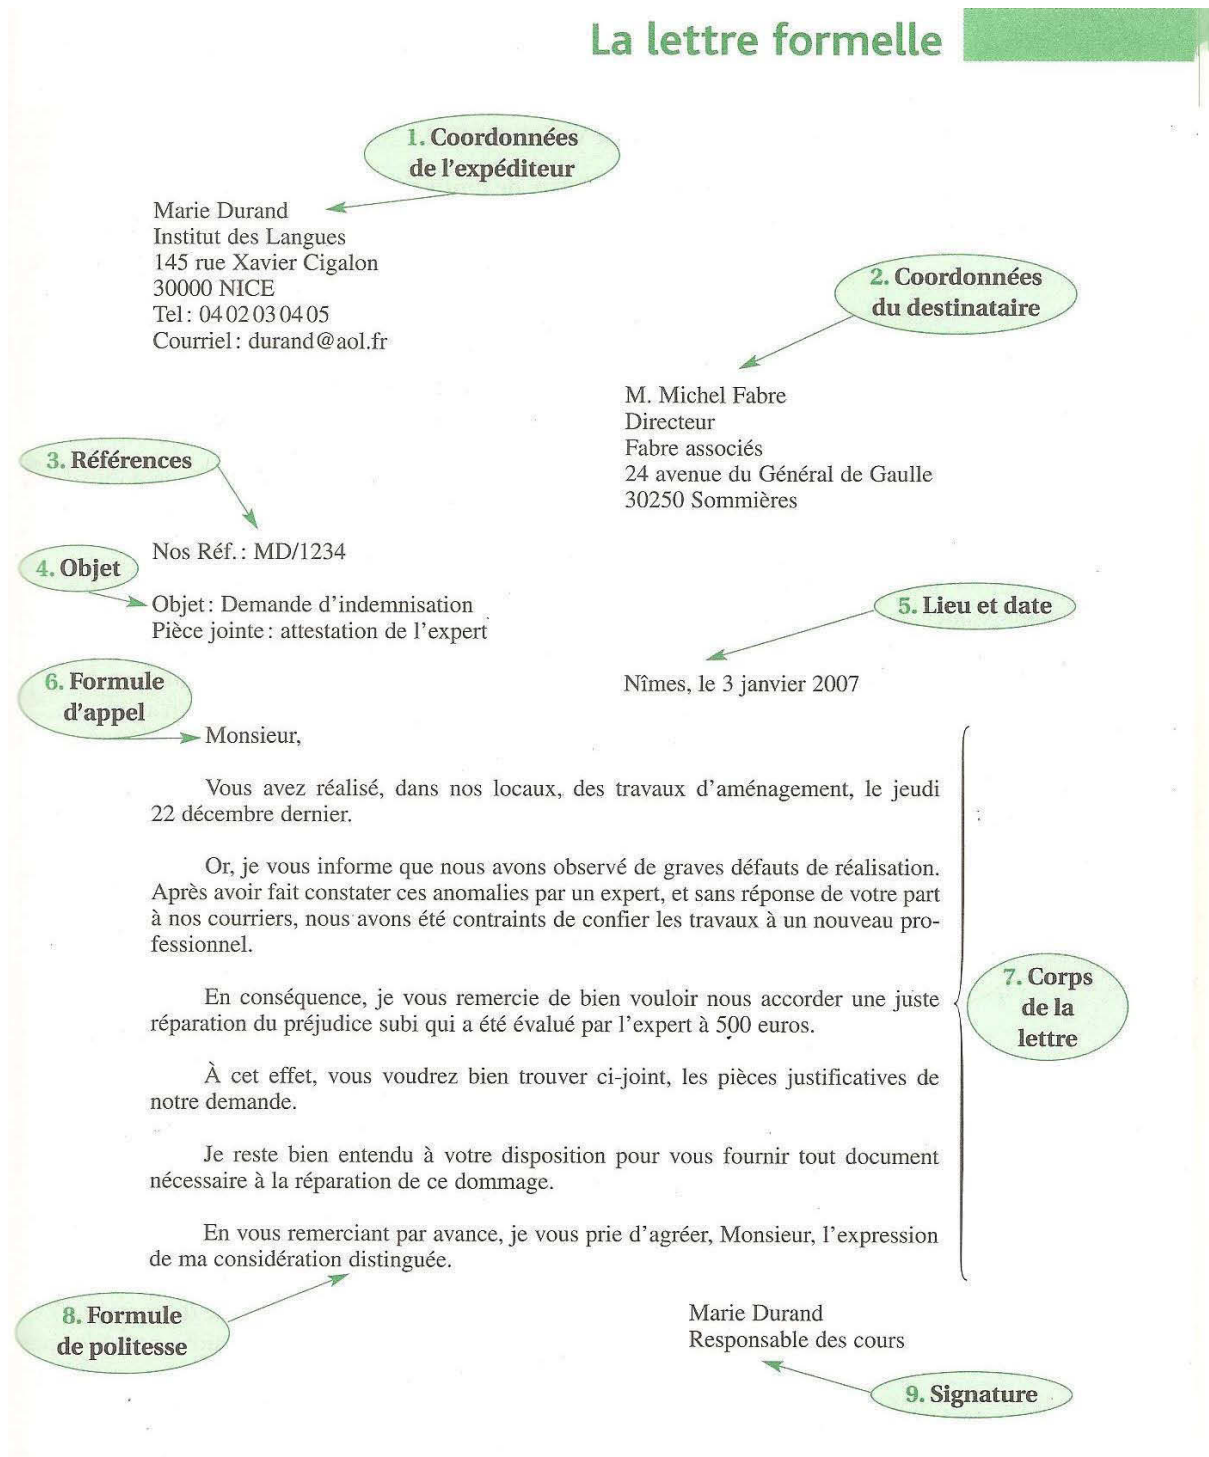 La lettre formelle
1. Coordonnées
de l'expéditeur
Marie Durand
Institut des Langues
145 rue Xavier Cigalon
30000 NICE
Tel : 04 02 03 04 05
Courriel : durand@aol.fr
2. Coordonnées
du destinataire
M. Michel Fabre
Directeur
Fabre associés
24 avenue du Général de Gaulle
30250 Sommières
3. Références
Nos Réf. : MD/1234
4. Objet
Objet : Demande d'indemnisation
Pièce jointe : attestation de l'expert
5. Lieu et date
Nîmes, le 3 janvier 2007
6. Formule
d'appel
Monsieur,
Vous avez réalisé, dans nos locaux, des travaux d'aménagement, le jeudi
22 décembre dernier.
Or, je vous informe que nous avons observé de graves défauts de réalisation.
Après avoir fait constater ces anomalies par un expert, et sans réponse de votre part
à nos courriers, nous avons été contraints de confier les travaux à un nouveau pro-
fessionnel.
En conséquence, je vous remercie de bien vouloir nous accorder une juste
réparation du préjudice subi qui a été évalué par l'expert à 500 euros.
À cet effet, vous voudrez bien trouver ci-joint, les pièces justificatives de
notre demande.
Je reste bien entendu à votre disposition pour vous fournir tout document
nécessaire à la réparation de ce dommage.
En vous remerciant par avance, je vous prie d'agréer, Monsieur, l'expression
de ma considération distinguée.
7. Corps
de la
lettre
8. Formule
de politesse
Marie Durand
Responsable des cours
9. Signature